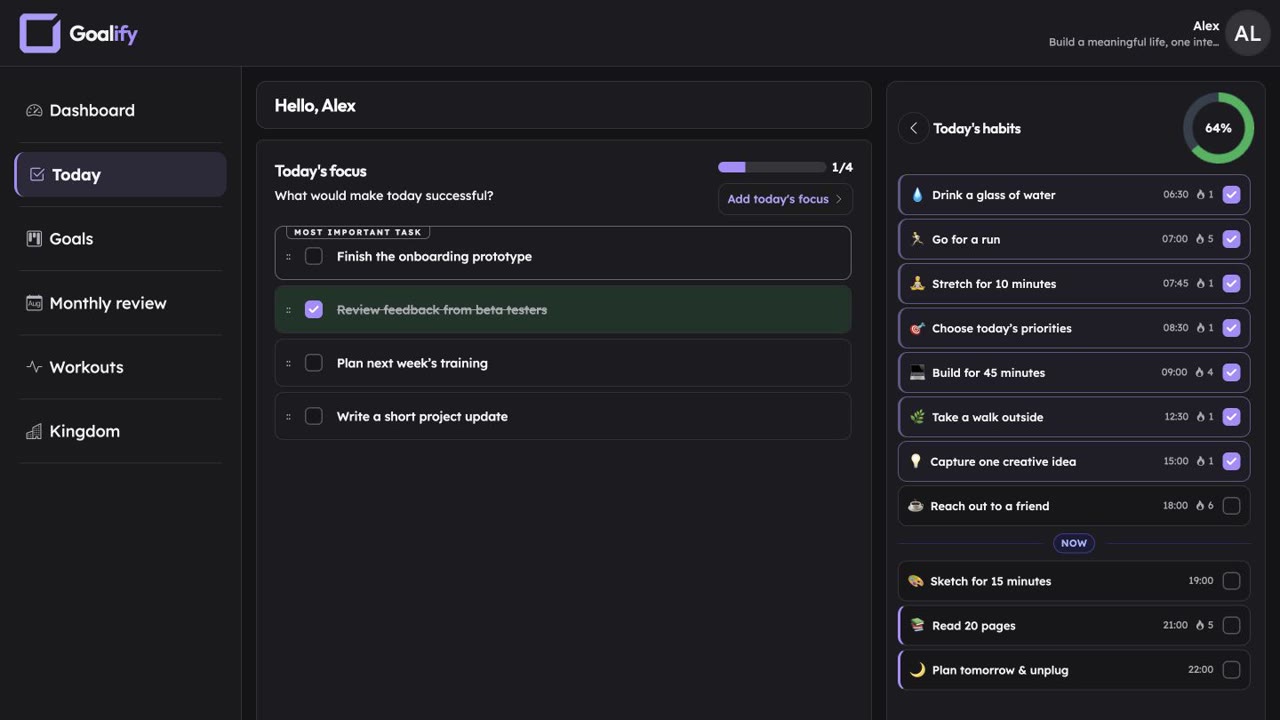 Goalify
Alex
Build a meaningful life, one inte...
AL
Dashboard
Today
Goals
Aug
Monthly review
Workouts
Kingdom
Hello, Alex
Today's focus
What would make today successful?
1/4
Add today's focus
MOST IMPORTANT TASK
Finish the onboarding prototype
Review feedback from beta testers
Plan next week's training
Write a short project update
Today's habits
64%
Drink a glass of water 06:30 1
Go for a run 07:00 5
Stretch for 10 minutes 07:45 1
Choose today's priorities 08:30 1
Build for 45 minutes 09:00 4
Take a walk outside 12:30 1
Capture one creative idea 15:00 1
Reach out to a friend 18:00 6
NOW
Sketch for 15 minutes 19:00
Read 20 pages 21:00 5
Plan tomorrow & unplug 22:00